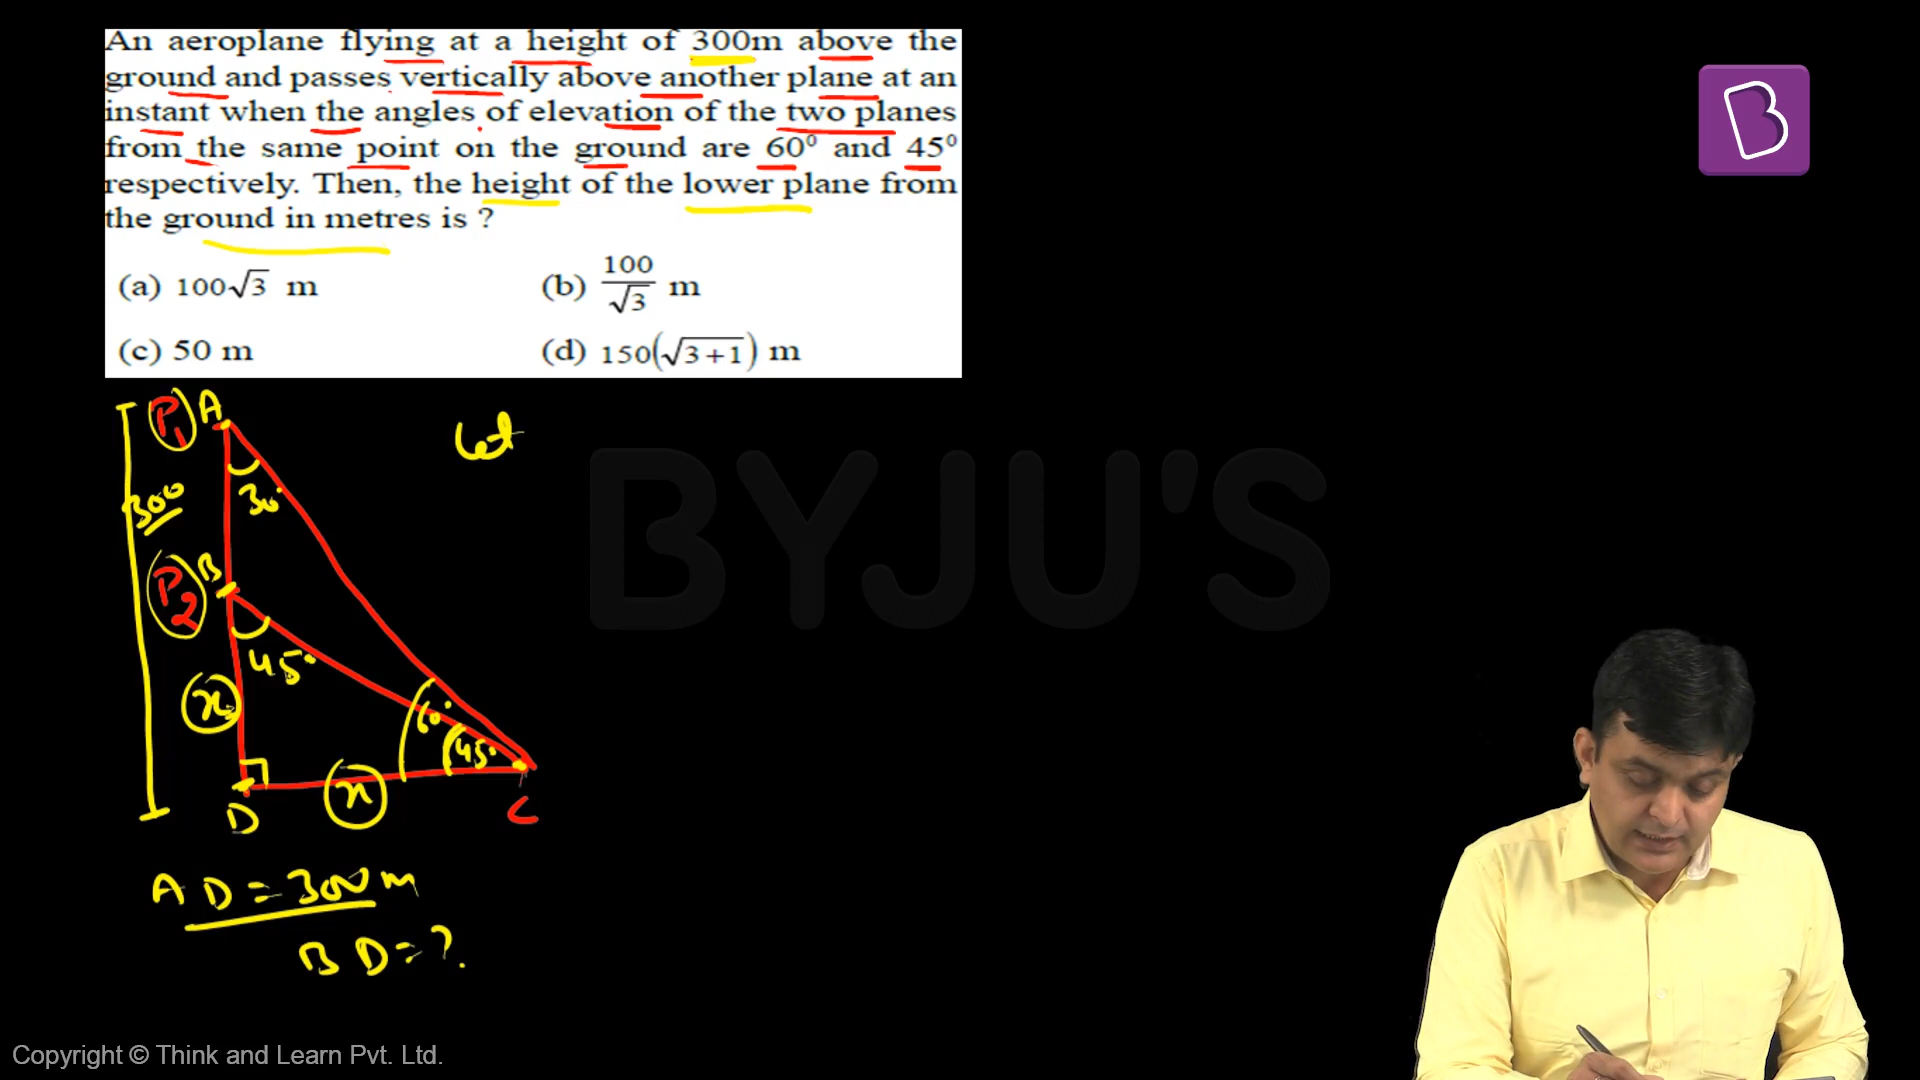 An aeroplane flying at a height of 300m above the
ground and passes vertically above another plane at an
instant when the angles of elevation of the two planes
from the same point on the ground are 60⁰ and 45⁰
respectively. Then, the height of the lower plane from
the ground in metres is ?
(a) 100√3 m
(b) 100/√3 m
(c) 50 m
(d) 150(√3+1) m
P1 A
Let
300
30°
P2 B
45°
x
60°
45°
x
D
C
AD=300m
BD=?
BYJU'S
B
Copyright © Think and Learn Pvt. Ltd.